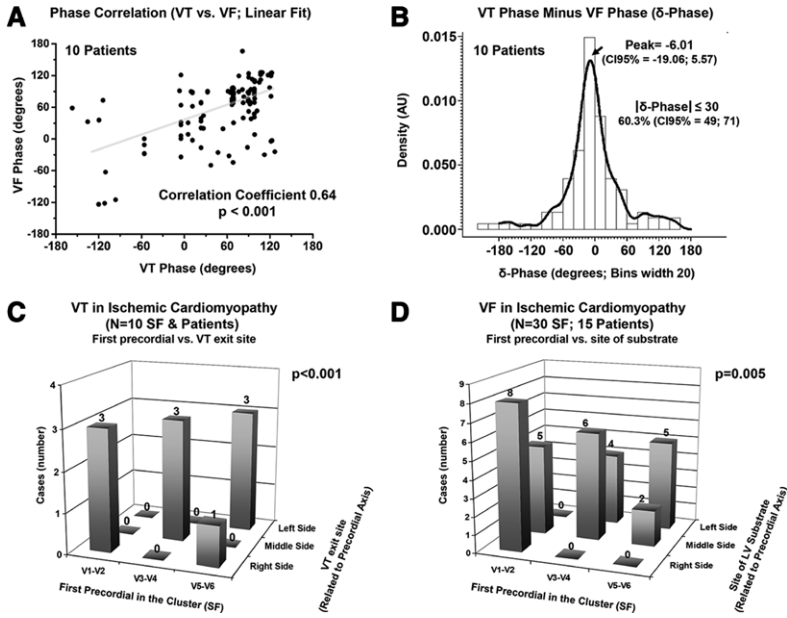 A
Phase Correlation (VT vs. VF; Linear Fit)
10 Patients
180
120
60
0
-60
-120
-180
VF Phase (degrees)
Correlation Coefficient 0.64
p < 0.001
-180 -120 -60 0 60 120 180
VT Phase (degrees)
B
VT Phase Minus VF Phase (δ-Phase)
10 Patients
Peak= -6.01
(CI95% = -19.06; 5.57)
|δ-Phase| ≤ 30
60.3% (CI95% = 49; 71)
0.015
0.010
0.050
0.000
Density (AU)
-180 -120 -60 0 60 120 180
δ-Phase (degrees; Bins width 20)
C
VT in Ischemic Cardiomyopathy
(N=10 SF & Patients)
First precordial vs. VT exit site
p<0.001
4
3
2
1
0
Cases (number)
3 3 3
0 0 0 1
0 0
Left Side
Middle Side
Right Side
V1-V2 V3-V4 V5-V6
First Precordial in the Cluster (SF)
VT exit site
(Related to Precordial Axis)
D
VF in Ischemic Cardiomyopathy
(N=30 SF; 15 Patients)
First precordial vs. site of substrate
p=0.005
9
8
7
6
5
4
3
2
1
0
Cases (number)
8
5 6 4 5
0 2
0 0
Left Side
Middle Side
Right Side
V1-V2 V3-V4 V5-V6
First Precordial in the Cluster (SF)
Site of LV Substrate
(Related to Precordial Axis)